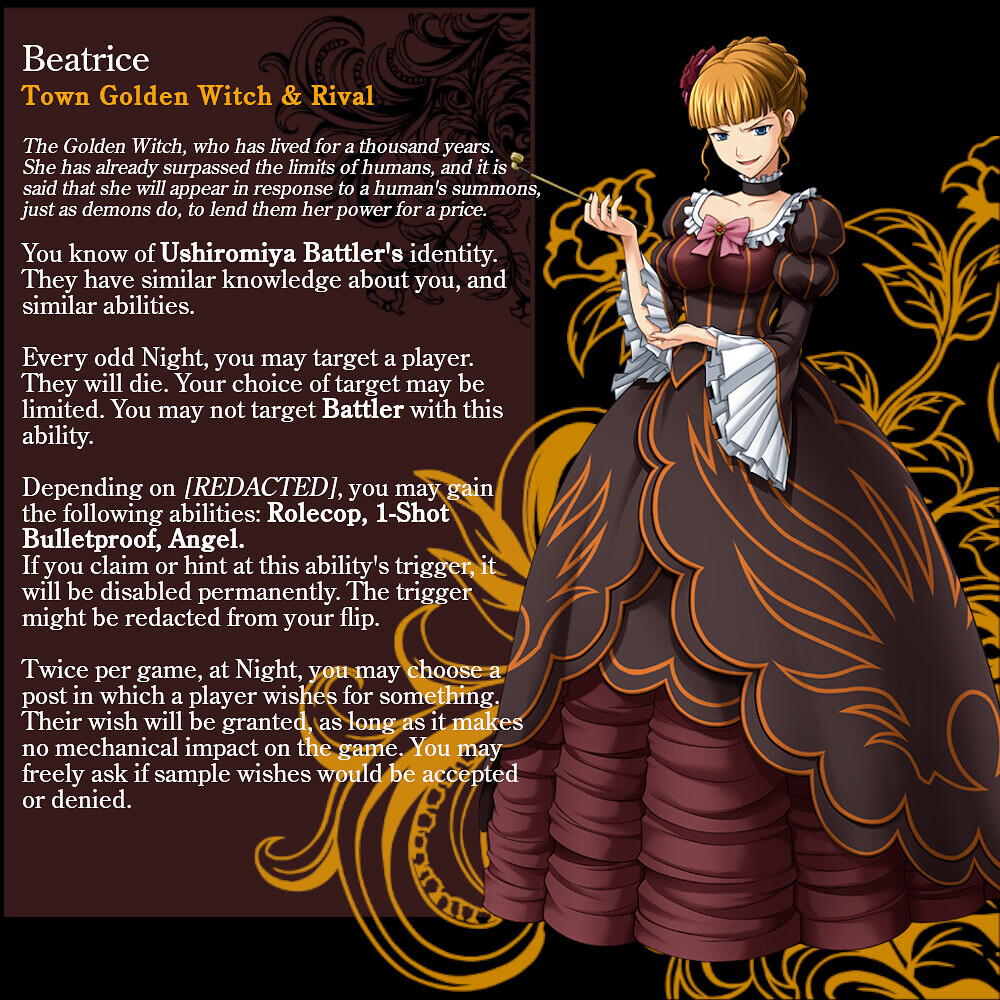 Beatrice
Town Golden Witch & Rival
The Golden Witch, who has lived for a thousand years.
She has already surpassed the limits of humans, and it is
said that she will appear in response to a human's summons,
just as demons do, to lend them her power for a price.
You know of Ushiromiya Battler's identity.
They have similar knowledge about you, and
similar abilities.
Every odd Night, you may target a player.
They will die. Your choice of target may be
limited. You may not target Battler with this
ability.
Depending on [REDACTED], you may gain
the following abilities: Rolecop, 1-Shot
Bulletproof, Angel.
If you claim or hint at this ability's trigger, it
will be disabled permanently. The trigger
might be redacted from your flip.
Twice per game, at Night, you may choose a
post in which a player wishes for something.
Their wish will be granted, as long as it makes
no mechanical impact on the game. You may
freely ask if sample wishes would be accepted
or denied.